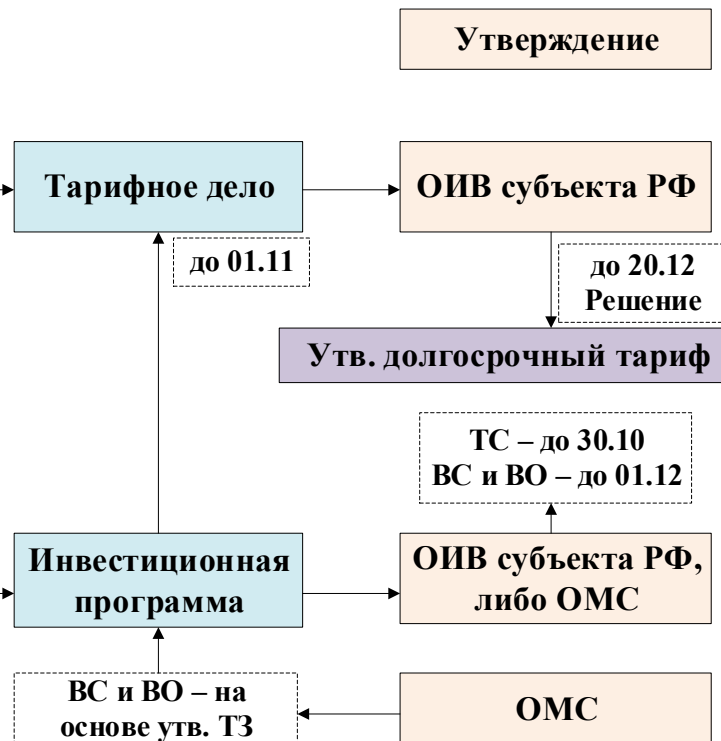 Утверждение
Тарифное дело
ОИВ субъекта РФ
до 01.11
до 20.12
Решение
Утв. долгосрочный тариф
ТС – до 30.10
ВС и ВО – до 01.12
Инвестиционная
программа
ОИВ субъекта РФ,
либо ОМС
ВС и ВО – на
основе утв. ТЗ
ОМС